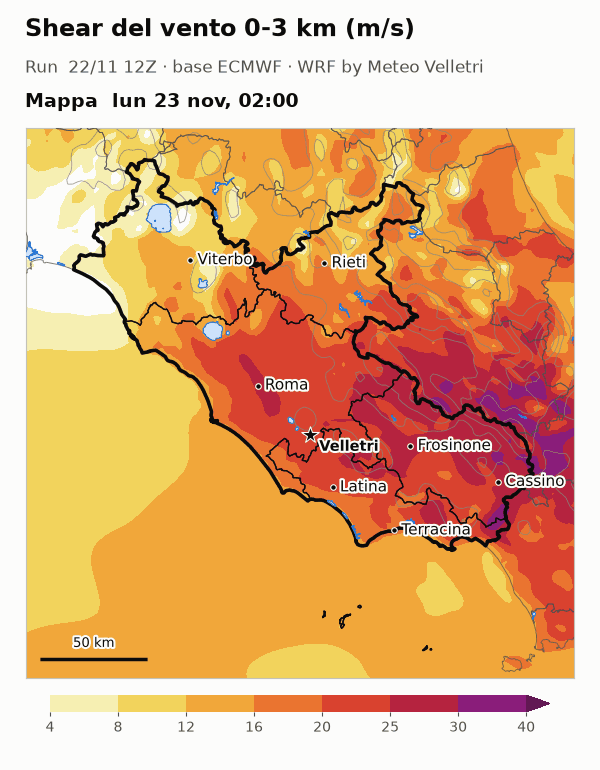 Shear del vento 0-3 km (m/s)
Run  22/11 12Z · base ECMWF · WRF by Meteo Velletri
Mappa  lun 23 nov, 02:00
Viterbo
Rieti
Roma
Velletri
Frosinone
Latina
Cassino
Terracina
50 km
4 8 12 16 20 25 30 40